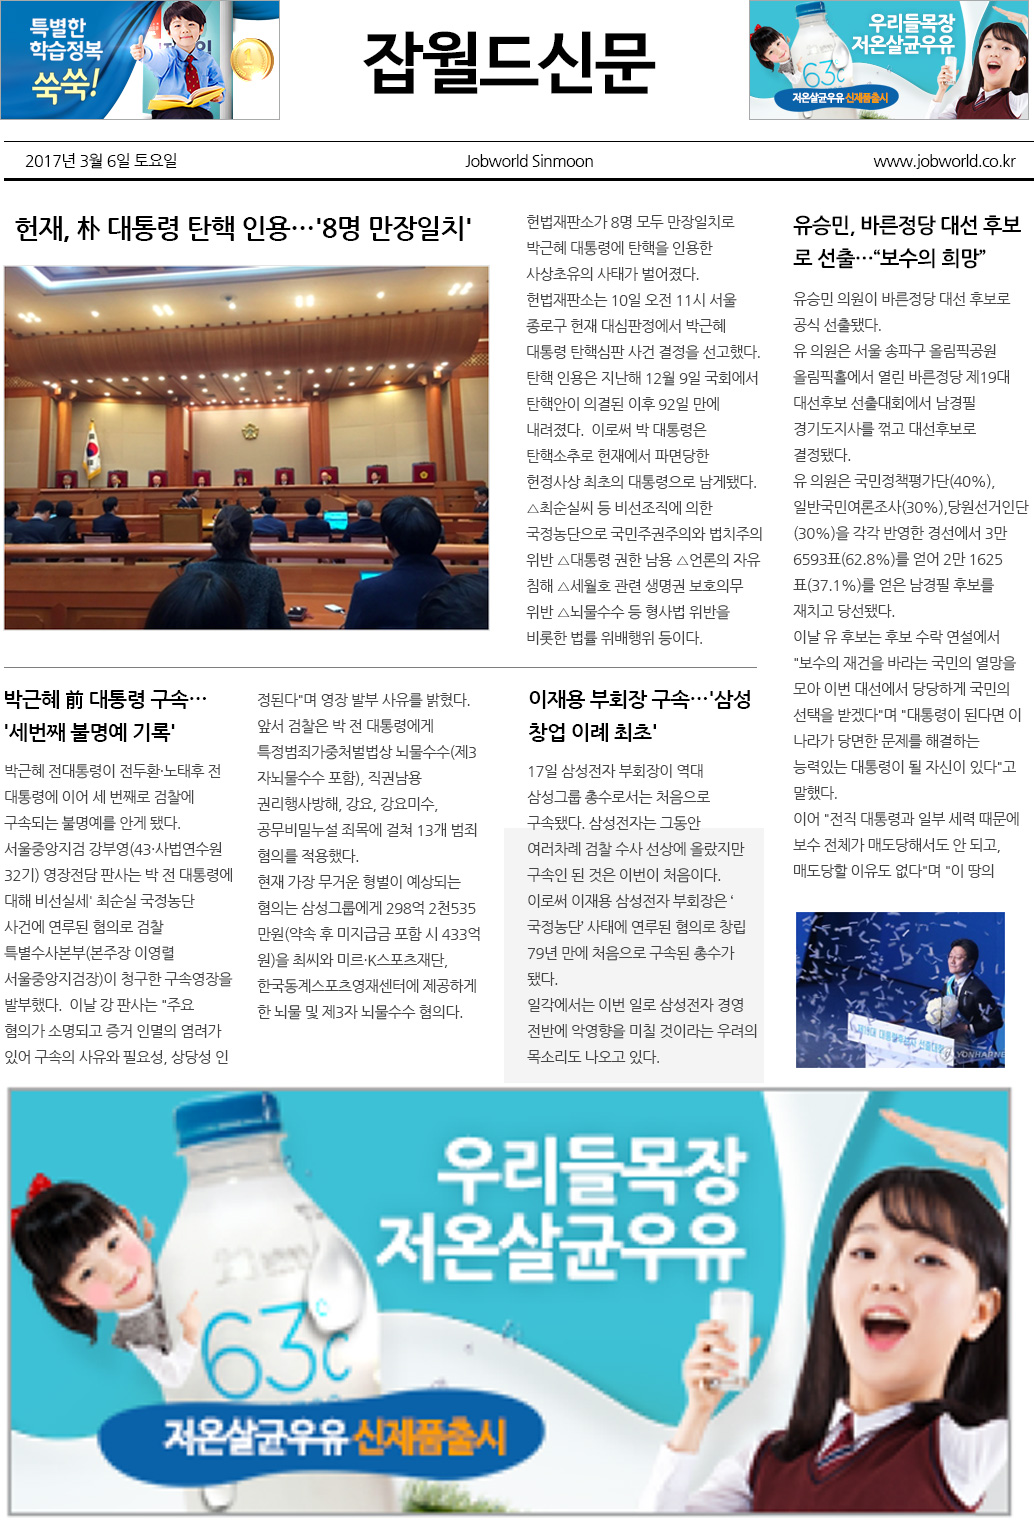 특별한
학습정복
쑥쑥!
잡월드신문
우리들목장
저온살균우유
63℃
저온살균우유 신제품출시
2017년 3월 6일 토요일
Jobworld Sinmoon
www.jobworld.co.kr
헌재, 朴 대통령 탄핵 인용…'8명 만장일치'
헌법재판소가 8명 모두 만장일치로
박근혜 대통령에 탄핵을 인용한
사상초유의 사태가 벌어졌다.
헌법재판소는 10일 오전 11시 서울
종로구 헌재 대심판정에서 박근혜
대통령 탄핵심판 사건 결정을 선고했다.
탄핵 인용은 지난해 12월 9일 국회에서
탄핵안이 의결된 이후 92일 만에
내려졌다. 이로써 박 대통령은
탄핵소추로 헌재에서 파면당한
헌정사상 최초의 대통령으로 남게됐다.
△최순실씨 등 비선조직에 의한
국정농단으로 국민주권주의와 법치주의
위반 △대통령 권한 남용 △언론의 자유
침해 △세월호 관련 생명권 보호의무
위반 △뇌물수수 등 형사법 위반을
비롯한 법률 위배행위 등이다.
유승민, 바른정당 대선 후보
로 선출…“보수의 희망”
유승민 의원이 바른정당 대선 후보로
공식 선출됐다.
유 의원은 서울 송파구 올림픽공원
올림픽홀에서 열린 바른정당 제19대
대선후보 선출대회에서 남경필
경기도지사를 꺾고 대선후보로
결정됐다.
유 의원은 국민정책평가단(40%),
일반국민여론조사(30%),당원선거인단
(30%)을 각각 반영한 경선에서 3만
6593표(62.8%)를 얻어 2만 1625
표(37.1%)를 얻은 남경필 후보를
재치고 당선됐다.
이날 유 후보는 후보 수락 연설에서
"보수의 재건을 바라는 국민의 열망을
모아 이번 대선에서 당당하게 국민의
선택을 받겠다"며 "대통령이 된다면 이
나라가 당면한 문제를 해결하는
능력있는 대통령이 될 자신이 있다"고
말했다.
이어 "전직 대통령과 일부 세력 때문에
보수 전체가 매도당해서도 안 되고,
매도당할 이유도 없다"며 "이 땅의
박근혜 前 대통령 구속…
'세번째 불명예 기록'
박근혜 전대통령이 전두환·노태후 전
대통령에 이어 세 번째로 검찰에
구속되는 불명예를 안게 됐다.
서울중앙지검 강부영(43·사법연수원
32기) 영장전담 판사는 박 전 대통령에
대해 비선실세' 최순실 국정농단
사건에 연루된 혐의로 검찰
특별수사본부(본주장 이영렬
서울중앙지검장)이 청구한 구속영장을
발부했다. 이날 강 판사는 "주요
혐의가 소명되고 증거 인멸의 염려가
있어 구속의 사유와 필요성, 상당성 인
정된다"며 영장 발부 사유를 밝혔다.
앞서 검찰은 박 전 대통령에게
특정범죄가중처벌법상 뇌물수수(제3
자뇌물수수 포함), 직권남용
권리행사방해, 강요, 강요미수,
공무비밀누설 죄목에 걸쳐 13개 범죄
혐의를 적용했다.
현재 가장 무거운 형벌이 예상되는
혐의는 삼성그룹에게 298억 2천535
만원(약속 후 미지급금 포함 시 433억
원)을 최씨와 미르·K스포츠재단,
한국동계스포츠영재센터에 제공하게
한 뇌물 및 제3자 뇌물수수 혐의다.
이재용 부회장 구속…'삼성
창업 이례 최초'
17일 삼성전자 부회장이 역대
삼성그룹 총수로서는 처음으로
구속됐다. 삼성전자는 그동안
여러차례 검찰 수사 선상에 올랐지만
구속인 된 것은 이번이 처음이다.
이로써 이재용 삼성전자 부회장은 ‘
국정농단’ 사태에 연루된 혐의로 창립
79년 만에 처음으로 구속된 총수가
됐다.
일각에서는 이번 일로 삼성전자 경영
전반에 악영향을 미칠 것이라는 우려의
목소리도 나오고 있다.
우리들목장
저온살균우유
63℃
저온살균우유 신제품출시